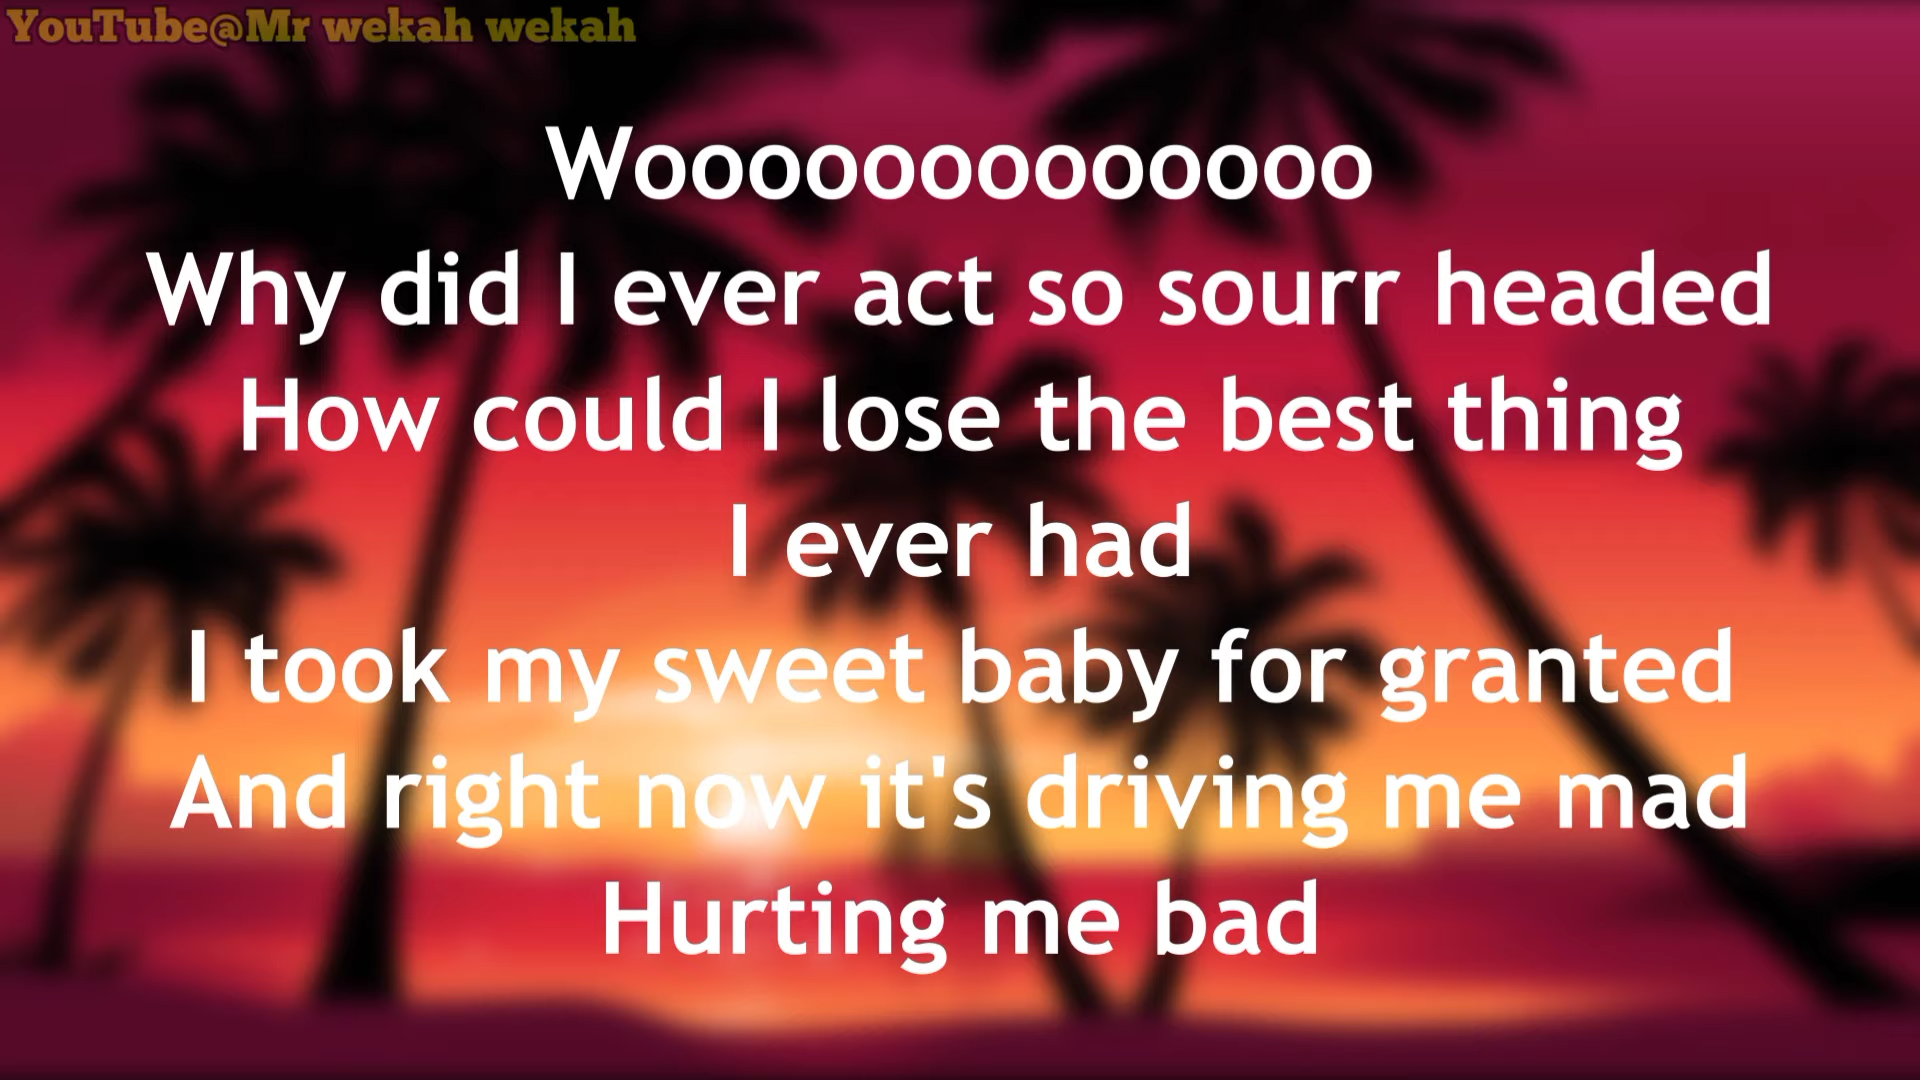 YouTube@Mr wekah wekah
Wooooooooooooo
Why did I ever act so sourr headed
How could I lose the best thing
I ever had
I took my sweet baby for granted
And right now it's driving me mad
Hurting me bad